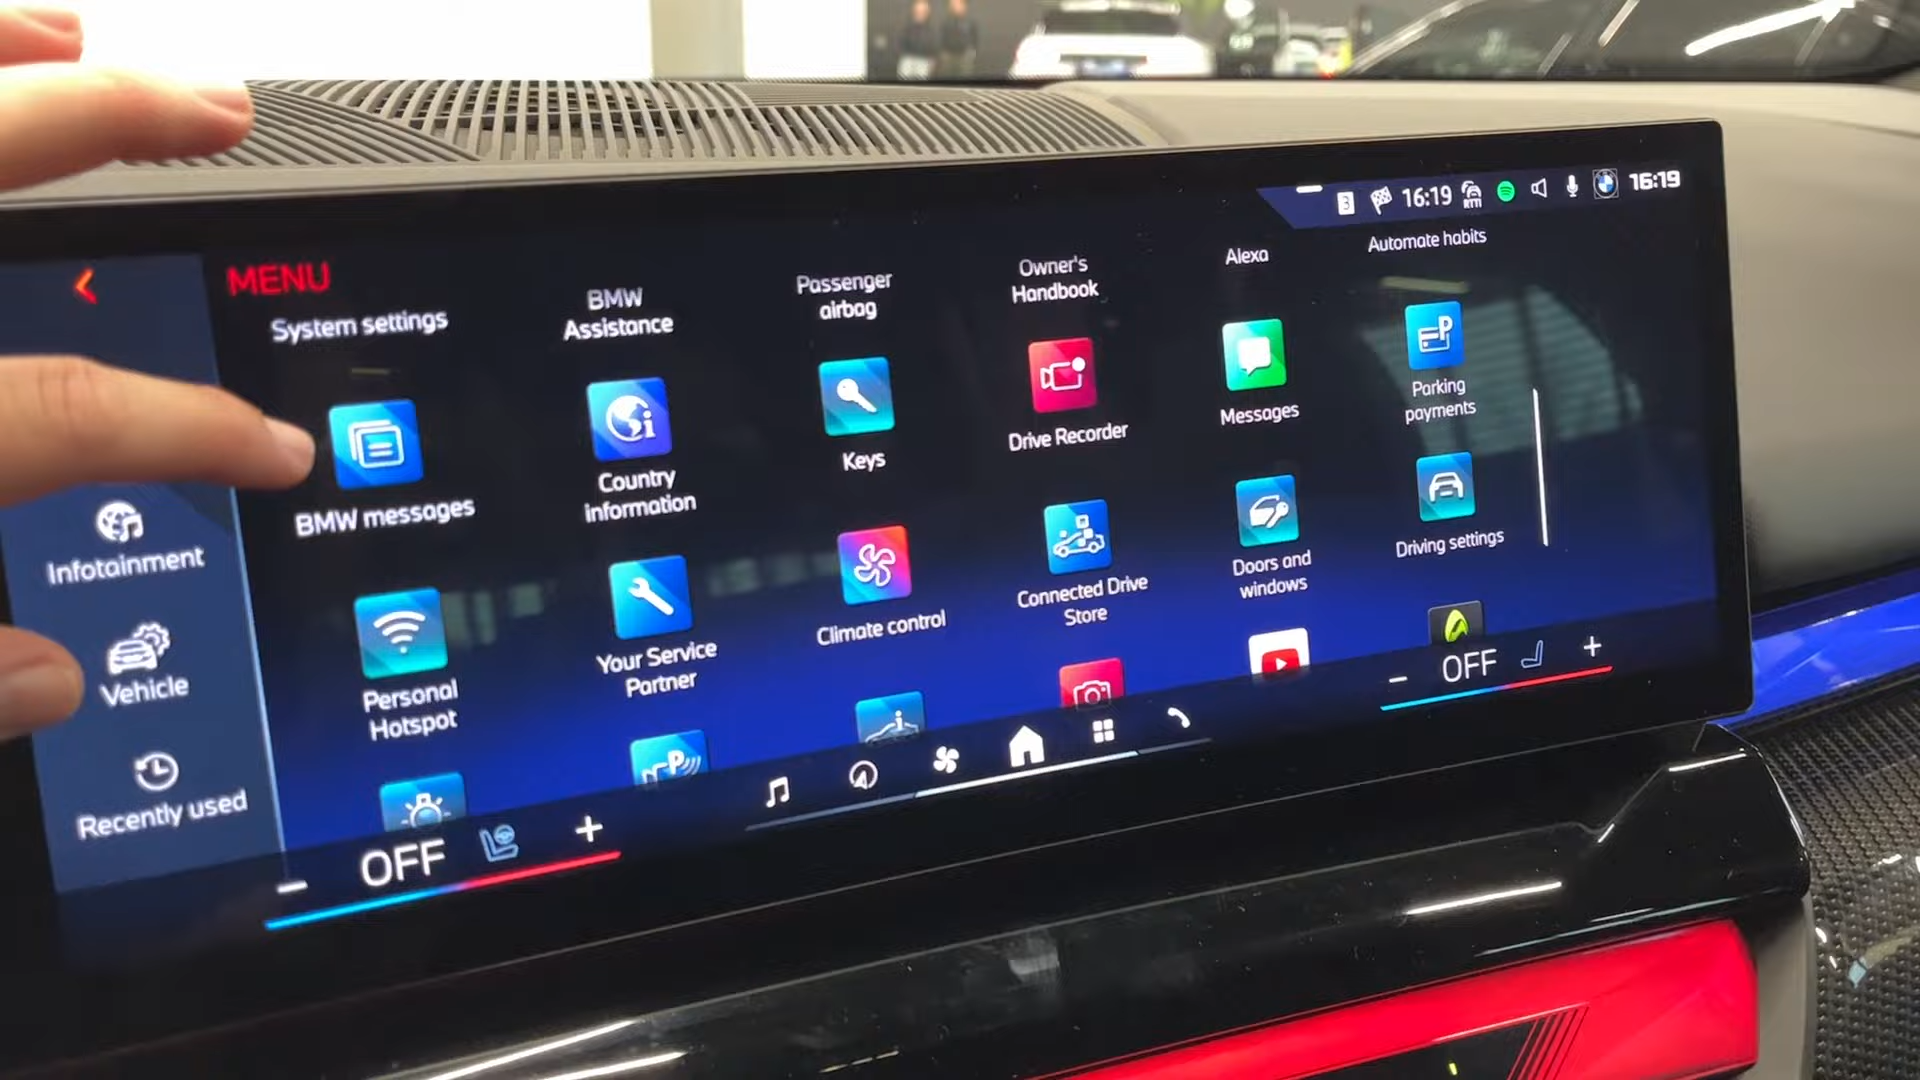 3 16:19 RTTI 16:19
MENU
System settings
BMW
Assistance
Passenger
airbag
Owner's
Handbook
Alexa
Automate habits
BMW messages
Country
information
Keys
Drive Recorder
Messages
P
Parking
payments
Infotainment
Vehicle
Recently used
Personal
Hotspot
Your Service
Partner
Climate control
Connected Drive
Store
Doors and
windows
Driving settings
P
- OFF +
- OFF +